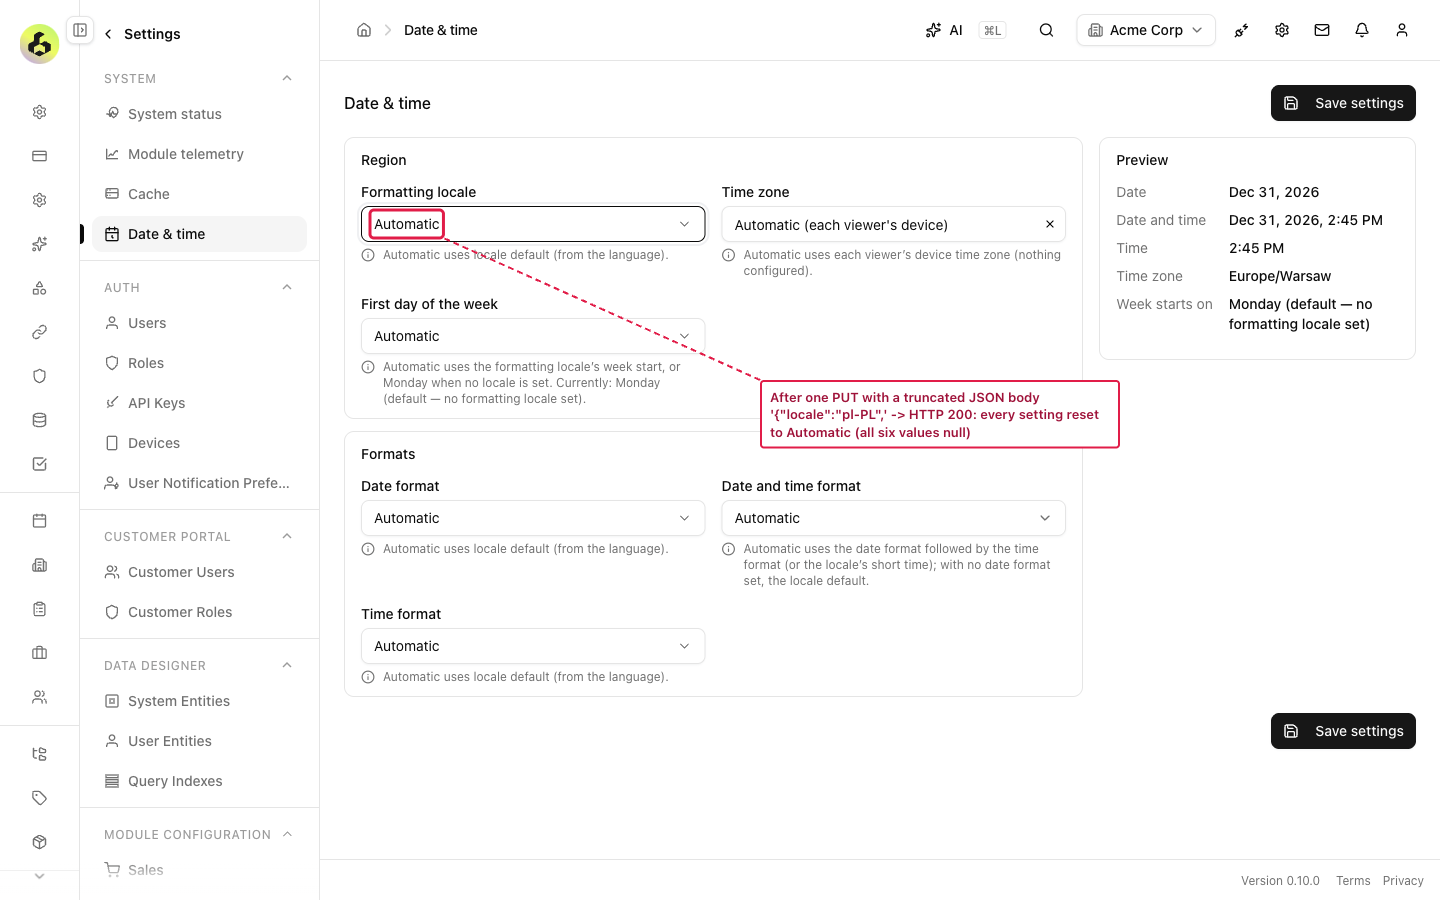 Settings
SYSTEM
System status
Module telemetry
Cache
Date & time
AUTH
Users
Roles
API Keys
Devices
User Notification Prefe...
CUSTOMER PORTAL
Customer Users
Customer Roles
DATA DESIGNER
System Entities
User Entities
Query Indexes
MODULE CONFIGURATION
Sales
Date & time
AI
⌘L
Acme Corp
Date & time
Save settings
Region
Formatting locale
Automatic
Automatic uses locale default (from the language).
Time zone
Automatic (each viewer's device)
Automatic uses each viewer's device time zone (nothing
configured).
First day of the week
Automatic
Automatic uses the formatting locale's week start, or
Monday when no locale is set. Currently: Monday
(default — no formatting locale set).
Preview
Date Dec 31, 2026
Date and time Dec 31, 2026, 2:45 PM
Time 2:45 PM
Time zone Europe/Warsaw
Week starts on Monday (default — no
formatting locale set)
After one PUT with a truncated JSON body
'{"locale":"pl-PL",' -> HTTP 200: every setting reset
to Automatic (all six values null)
Formats
Date format
Automatic
Automatic uses locale default (from the language).
Date and time format
Automatic
Automatic uses the date format followed by the time
format (or the locale's short time); with no date format
set, the locale default.
Time format
Automatic
Automatic uses locale default (from the language).
Save settings
Version 0.10.0 Terms Privacy